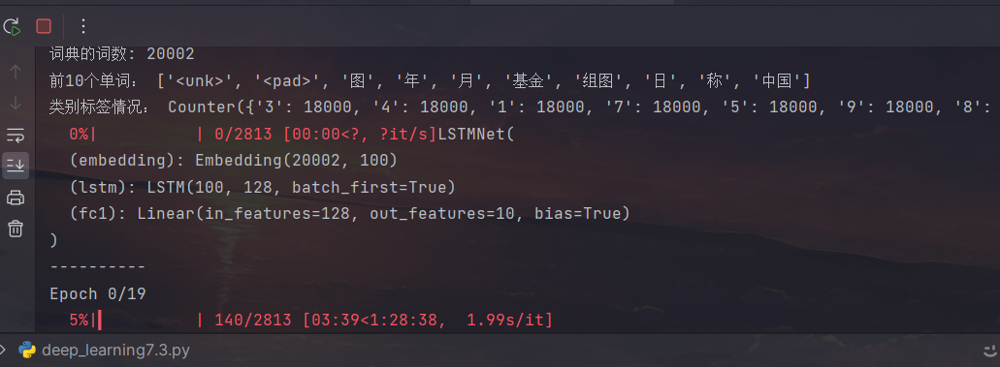 词典的词数: 20002
前10个单词: ['<unk>', '<pad>', '图', '年', '月', '基金', '组图', '日', '称', '中国']
类别标签情况: Counter({'3': 18000, '4': 18000, '1': 18000, '7': 18000, '5': 18000, '9': 18000, '8':
0%| | 0/2813 [00:00<?, ?it/s]LSTMNet(
(embedding): Embedding(20002, 100)
(lstm): LSTM(100, 128, batch_first=True)
(fc1): Linear(in_features=128, out_features=10, bias=True)
)
----------
Epoch 0/19
5%| | 140/2813 [03:39<1:28:38, 1.99s/it]
deep_learning7.3.py